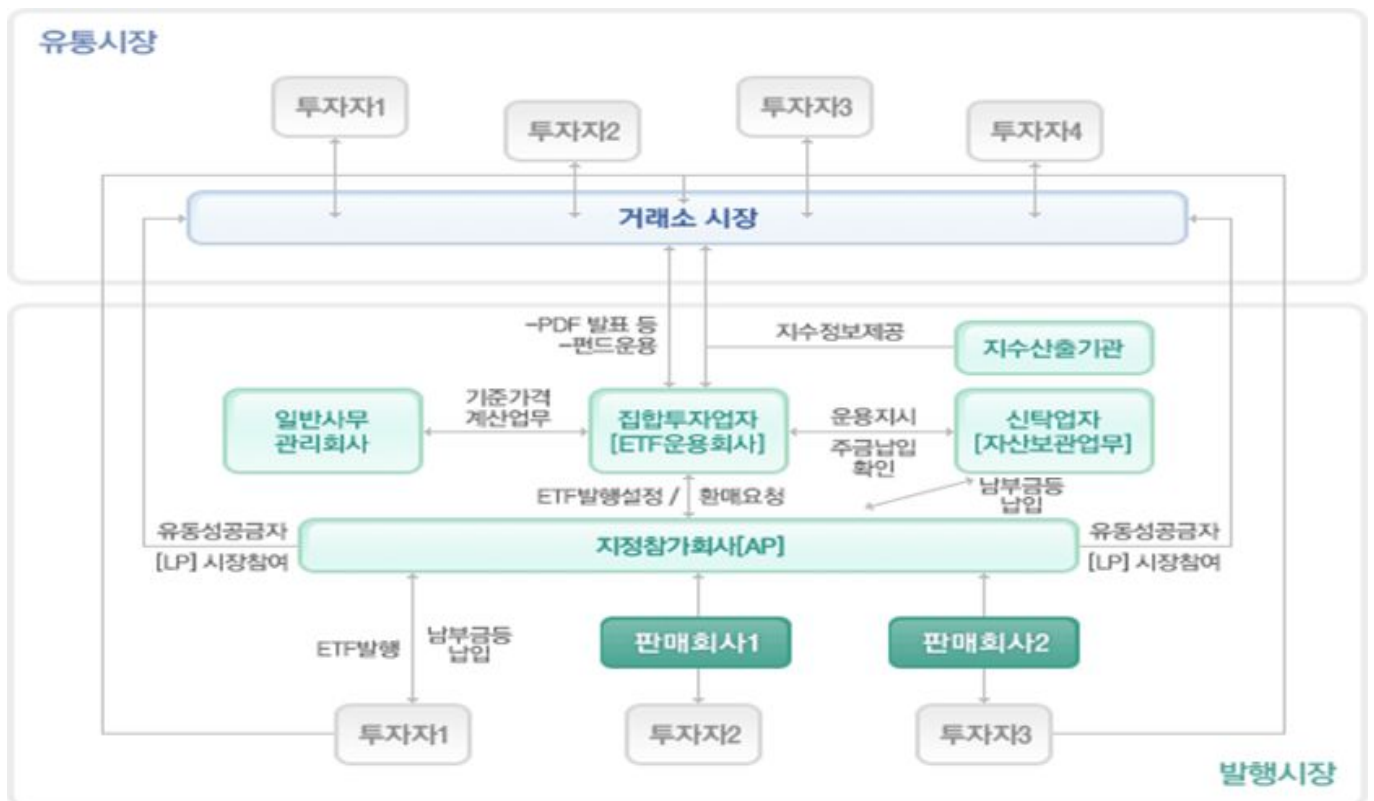 유통시장
투자자1
투자자2
투자자3
투자자4
거래소 시장
-PDF 발표 등
-펀드운용
지수정보제공
지수산출기관
일반사무
관리회사
기준가격
계산업무
집합투자업자
[ETF운용회사]
운용지시
주금납입
확인
신탁업자
[자산보관업무]
ETF발행설정 / 환매요청
남부금등
납입
유동성공급자
[LP] 시장참여
지정참가회사[AP]
유동성공급자
[LP] 시장참여
ETF발행
남부금등
납입
판매회사1
판매회사2
투자자1
투자자2
투자자3
발행시장